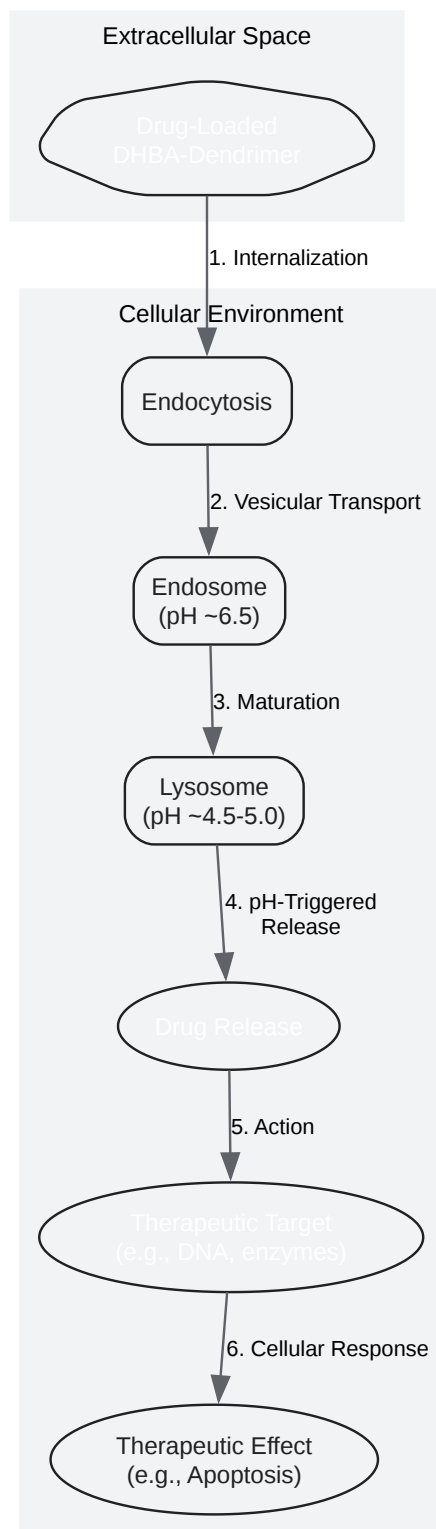 Extracellular Space
Drug-Loaded
DHBA-Dendrimer
1. Internalization
Cellular Environment
Endocytosis
2. Vesicular Transport
Endosome
(pH ~6.5)
3. Maturation
Lysosome
(pH ~4.5-5.0)
4. pH-Triggered
Release
Drug Release
5. Action
Therapeutic Target
(e.g., DNA, enzymes)
6. Cellular Response
Therapeutic Effect
(e.g., Apoptosis)